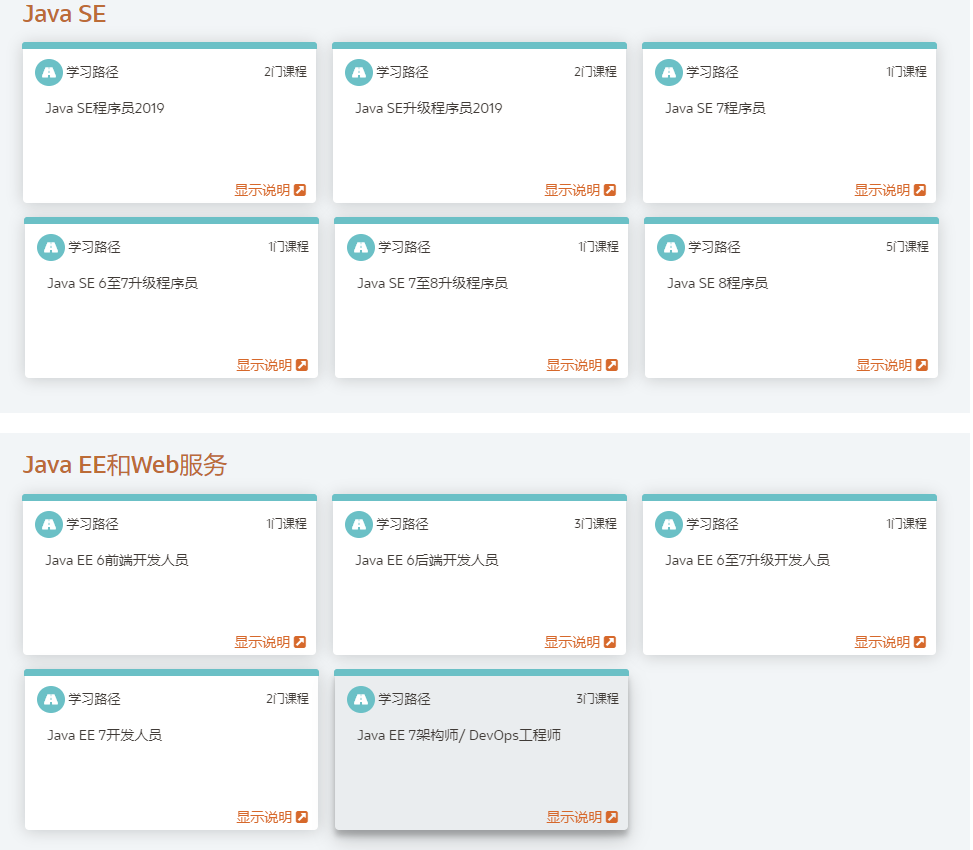 Java SE
学习路径 2门课程
Java SE程序员2019
显示说明
学习路径 2门课程
Java SE升级程序员2019
显示说明
学习路径 1门课程
Java SE 7程序员
显示说明
学习路径 1门课程
Java SE 6至7升级程序员
显示说明
学习路径 1门课程
Java SE 7至8升级程序员
显示说明
学习路径 5门课程
Java SE 8程序员
显示说明
Java EE和Web服务
学习路径 1门课程
Java EE 6前端开发人员
显示说明
学习路径 3门课程
Java EE 6后端开发人员
显示说明
学习路径 1门课程
Java EE 6至7升级开发人员
显示说明
学习路径 2门课程
Java EE 7开发人员
显示说明
学习路径 3门课程
Java EE 7架构师/ DevOps工程师
显示说明